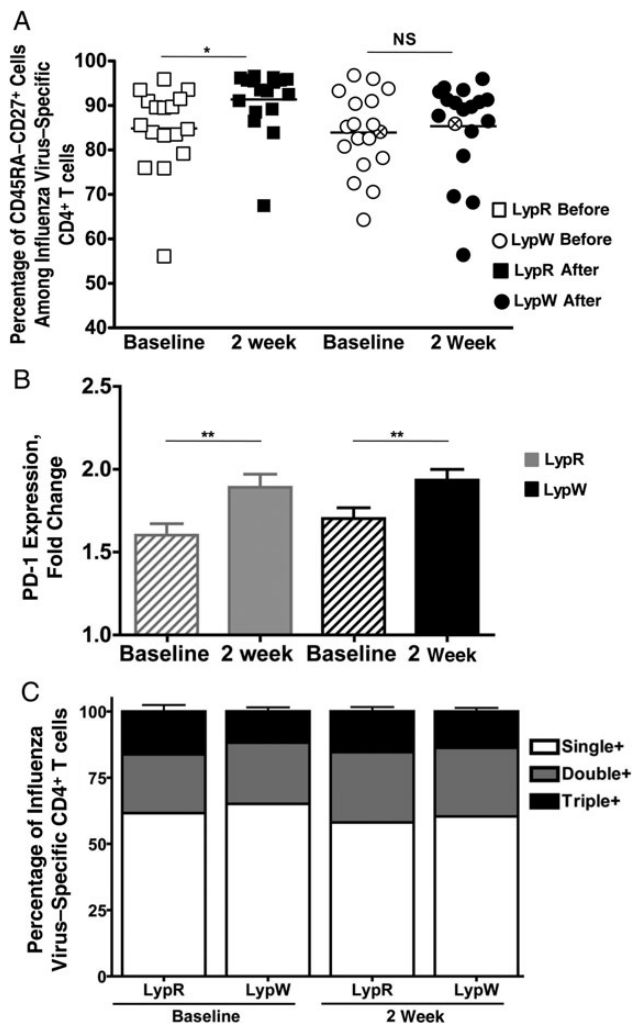 A
Percentage of CD45RA–CD27+ Cells
Among Influenza Virus–Specific
CD4+ T cells
100
90
80
70
60
50
40
*
NS
LypR Before
LypW Before
LypR After
LypW After
Baseline 2 week Baseline 2 Week
B
PD-1 Expression,
Fold Change
2.5
2.0
1.5
1.0
**
**
LypR
LypW
Baseline 2 week Baseline 2 Week
C
Percentage of Influenza
Virus–Specific CD4+ T cells
100
75
50
25
0
Single+
Double+
Triple+
LypR LypW LypR LypW
Baseline 2 Week